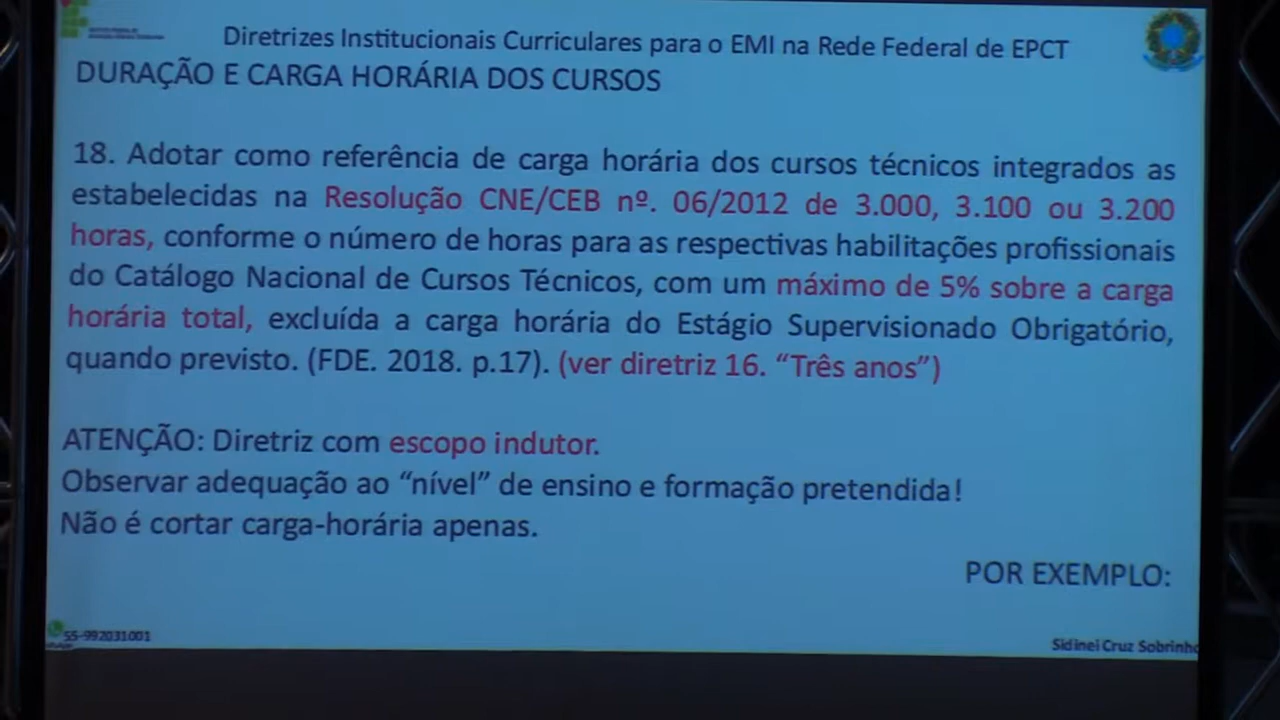 Diretrizes Institucionais Curriculares para o EMI na Rede Federal de EPCT
DURAÇÃO E CARGA HORÁRIA DOS CURSOS
18. Adotar como referência de carga horária dos cursos técnicos integrados as
estabelecidas na Resolução CNE/CEB nº. 06/2012 de 3.000, 3.100 ou 3.200
horas, conforme o número de horas para as respectivas habilitações profissionais
do Catálogo Nacional de Cursos Técnicos, com um máximo de 5% sobre a carga
horária total, excluída a carga horária do Estágio Supervisionado Obrigatório,
quando previsto. (FDE. 2018. p.17). (ver diretriz 16. “Três anos”)
ATENÇÃO: Diretriz com escopo indutor.
Observar adequação ao “nível” de ensino e formação pretendida!
Não é cortar carga-horária apenas.
POR EXEMPLO:
55-992031001
Sidinei Cruz Sobrinho